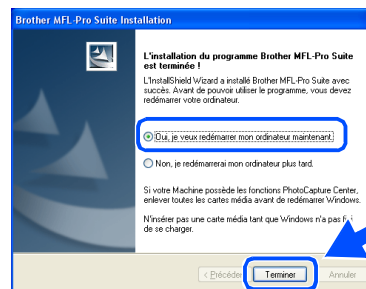 Brother MFL-Pro Suite Installation
L'installation du programme Brother MFL-Pro Suite
est terminée !
L'InstallShield Wizard a installé Brother MFL-Pro Suite avec
succès. Avant de pouvoir utiliser le programme, vous devez
redémarrer votre ordinateur.
Oui, je veux redémarrer mon ordinateur maintenant.
Non, je redémarrerai mon ordinateur plus tard.
Si votre Machine possède les fonctions PhotoCapture Center,
enlever toutes les cartes média avant de redémarrer Windows.
N'insérer pas une carte média tant que Windows n'a pas
de se charger.
< Précéden
Terminer
Annuler